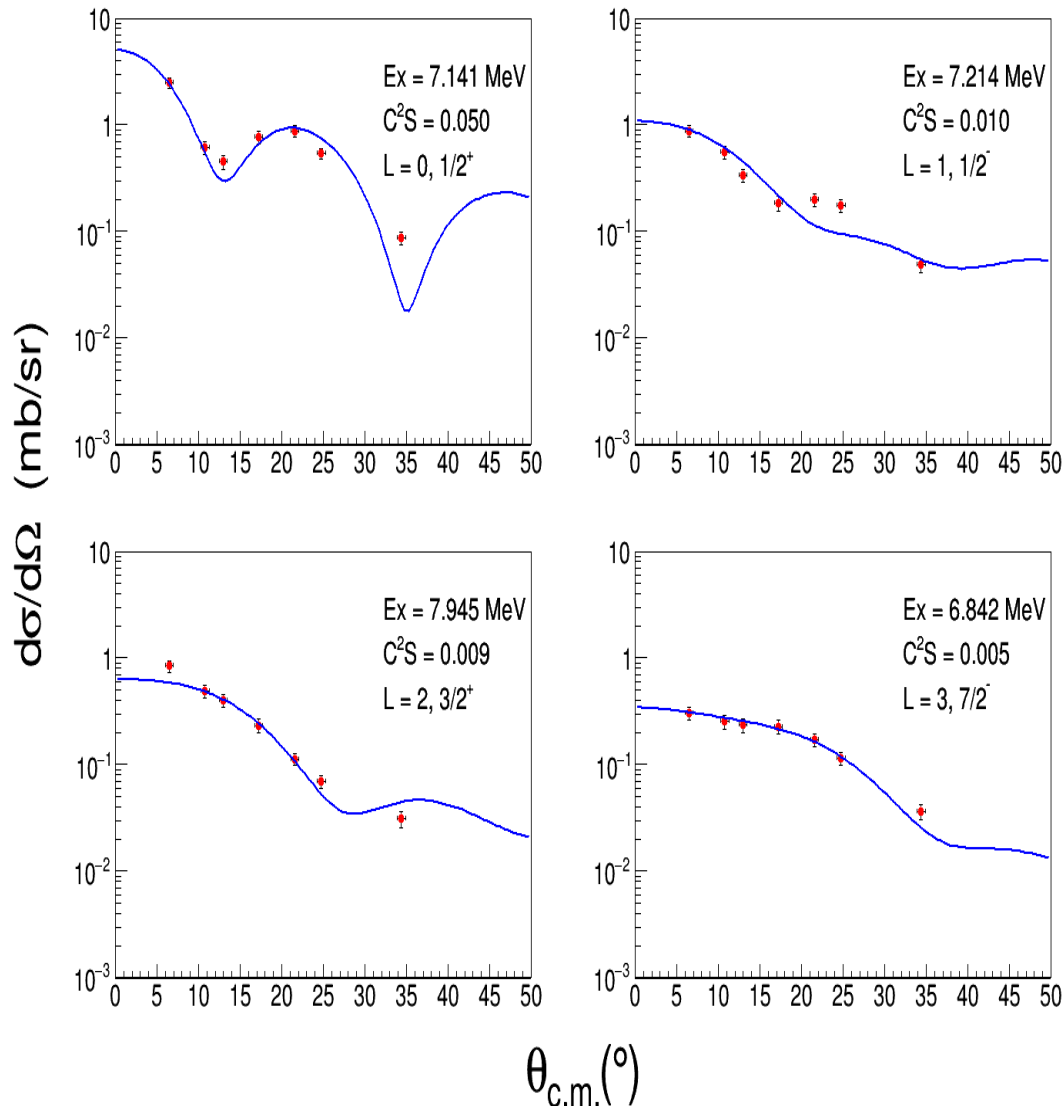 dσ/dΩ (mb/sr)
10
1
10⁻¹
10⁻²
10⁻³
0 5 10 15 20 25 30 35 40 45 50
Ex = 7.141 MeV
C²S = 0.050
L = 0, 1/2⁺
10
1
10⁻¹
10⁻²
10⁻³
0 5 10 15 20 25 30 35 40 45 50
Ex = 7.214 MeV
C²S = 0.010
L = 1, 1/2⁻
10
1
10⁻¹
10⁻²
10⁻³
0 5 10 15 20 25 30 35 40 45 50
Ex = 7.945 MeV
C²S = 0.009
L = 2, 3/2⁺
10
1
10⁻¹
10⁻²
10⁻³
0 5 10 15 20 25 30 35 40 45 50
Ex = 6.842 MeV
C²S = 0.005
L = 3, 7/2⁻
θc.m.(°)